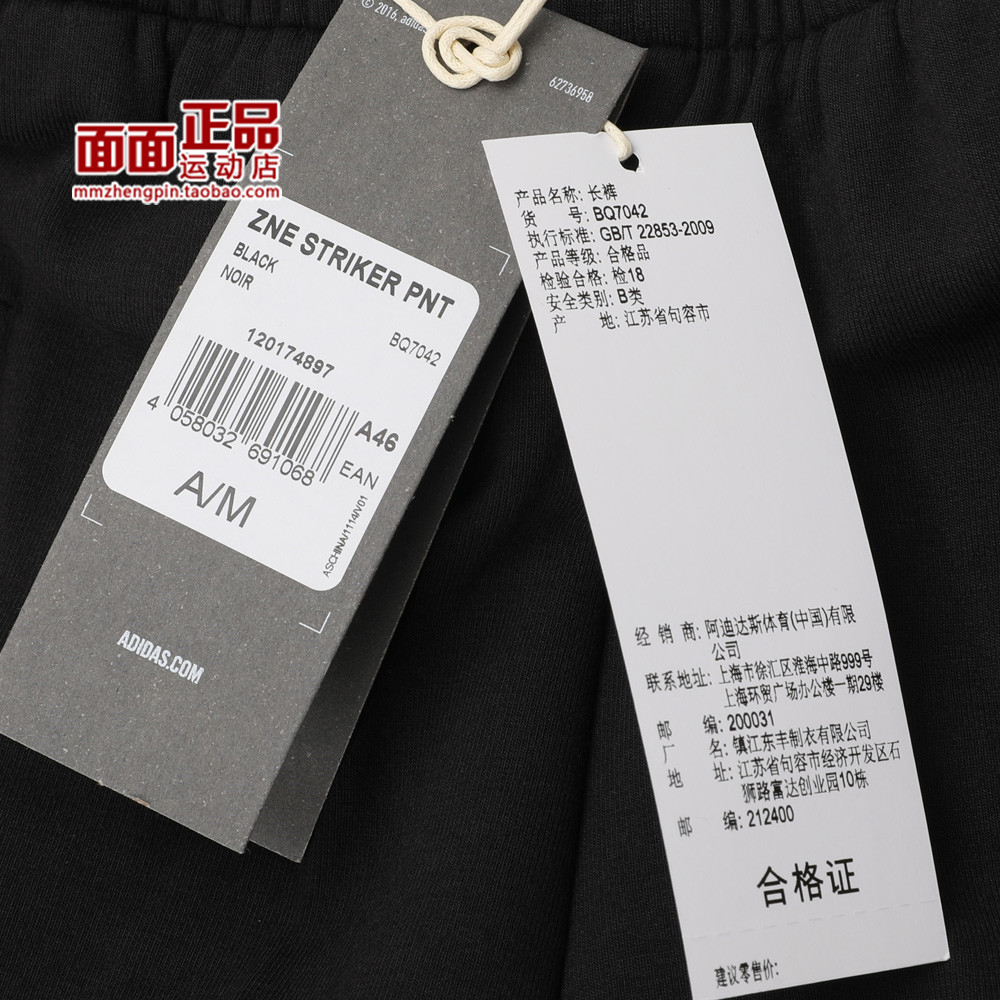 © 2016, adidas
62736958
面面正品
运动店
mmzhengpin.taobao.com
ZNE STRIKER PNT
BLACK
NOIR
BQ7042
120174897
A46
4 058032 691068
EAN
A/M
ASCHINA/1114/V01
ADIDAS.COM
产品名称: 长裤
货 号: BQ7042
执行标准: GB/T 22853-2009
产品等级: 合格品
检验合格: 检18
安全类别: B类
产 地: 江苏省句容市
经 销 商: 阿迪达斯体育(中国)有限
公司
联系地址: 上海市徐汇区淮海中路999号
上海环贸广场办公楼一期29楼
邮 编: 200031
厂 名: 镇江东丰制衣有限公司
地 址: 江苏省句容市经济开发区石
狮路富达创业园10栋
邮 编: 212400
合格证
建议零售价: